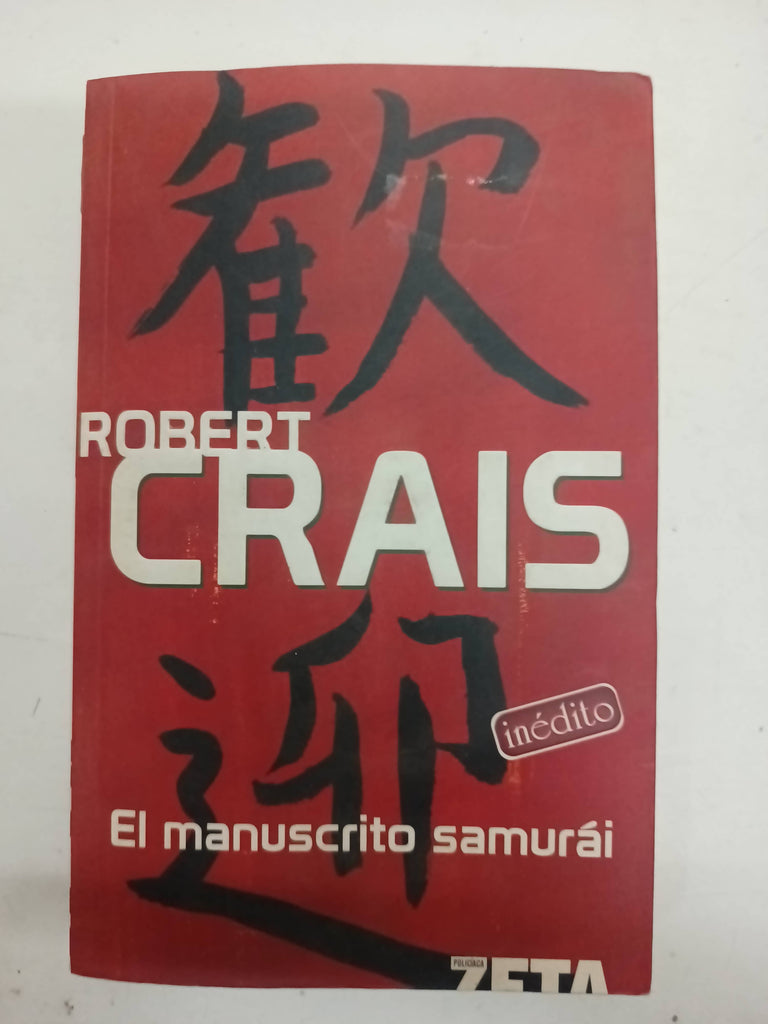 歓
ROBERT
CRAIS
迎
inédito
El manuscrito samurái
POLICIACA
ZETA